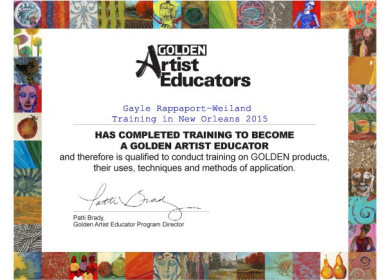 GOLDEN
Artist
Educators
Gayle Rappaport-Weiland
Training in New Orleans 2015
HAS COMPLETED TRAINING TO BECOME
A GOLDEN ARTIST EDUCATOR
and therefore is qualified to conduct training on GOLDEN products,
their uses, techniques and methods of application.
Patti Brady
Patti Brady,
Golden Artist Educator Program Director